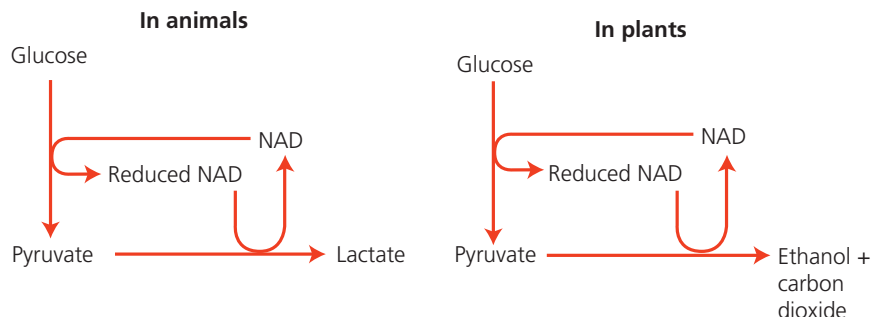 In animals
Glucose
NAD
Reduced NAD
Pyruvate
Lactate
In plants
Glucose
NAD
Reduced NAD
Pyruvate
Ethanol +
carbon
dioxide